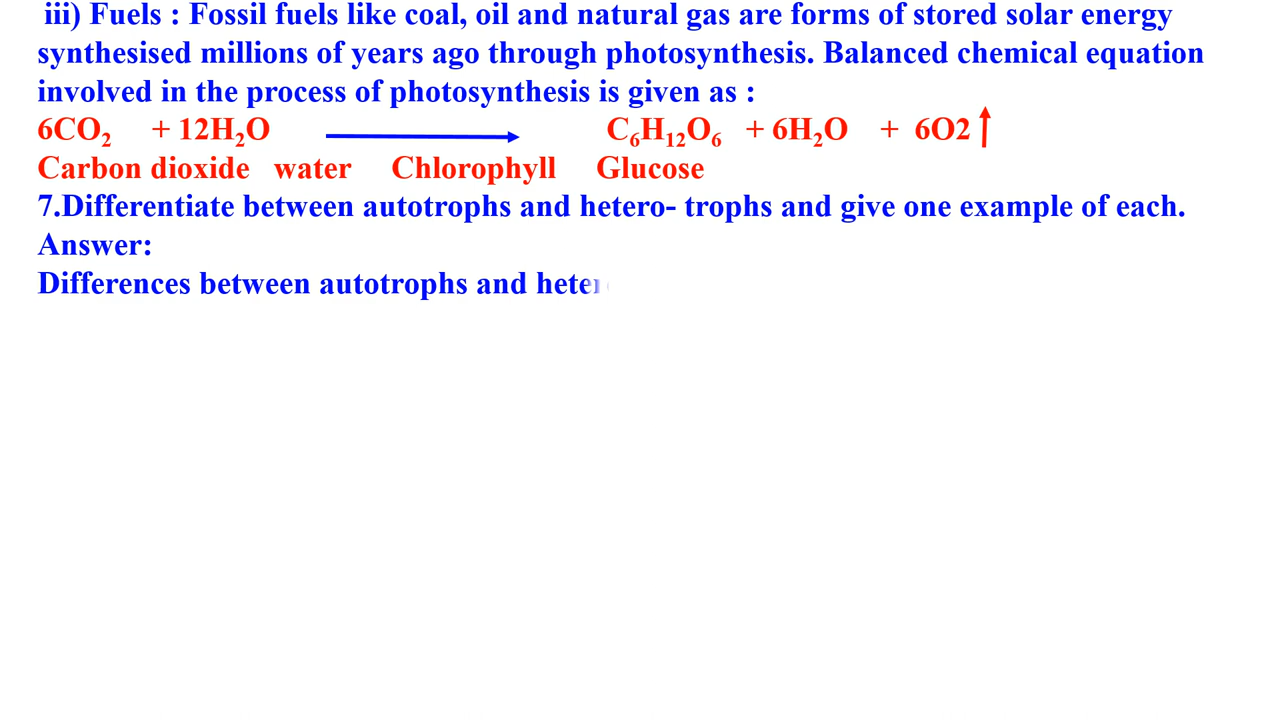 iii) Fuels : Fossil fuels like coal, oil and natural gas are forms of stored solar energy
synthesised millions of years ago through photosynthesis. Balanced chemical equation
involved in the process of photosynthesis is given as :
6CO₂ + 12H₂O ⟶ C₆H₁₂O₆ + 6H₂O + 6O2 ↑
Carbon dioxide water Chlorophyll Glucose
7.Differentiate between autotrophs and hetero- trophs and give one example of each.
Answer:
Differences between autotrophs and